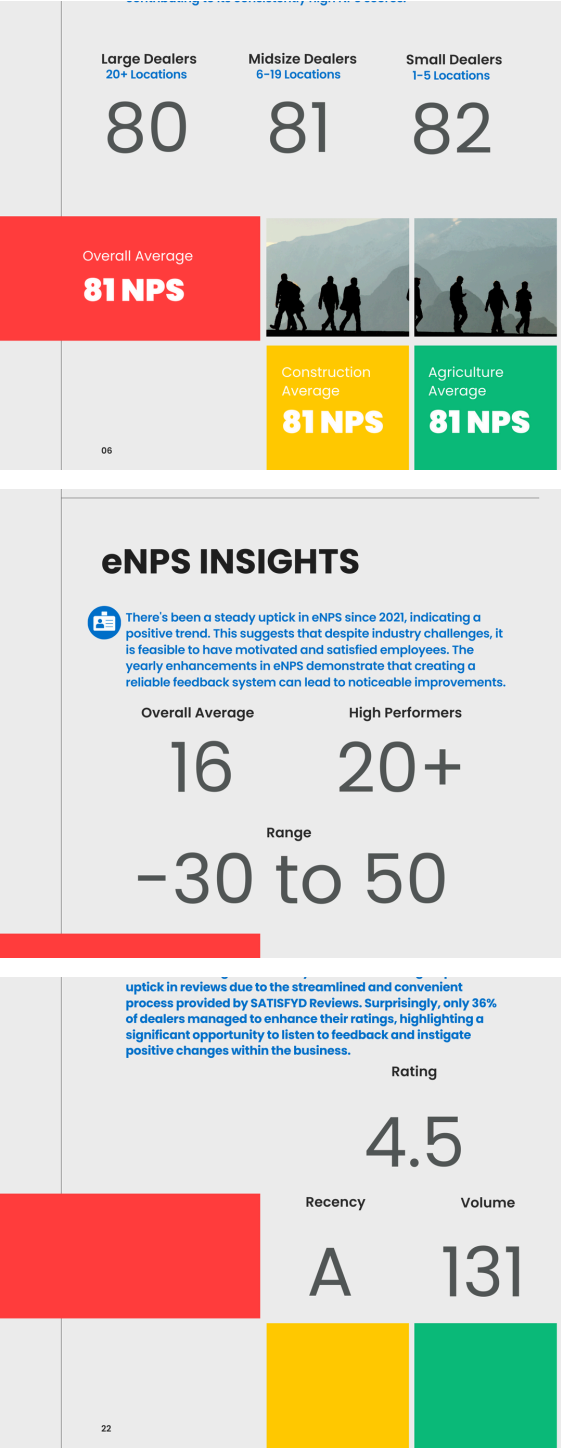 Large Dealers
20+ Locations
80
Midsize Dealers
6-19 Locations
81
Small Dealers
1-5 Locations
82
Overall Average
81 NPS
Construction
Average
81 NPS
Agriculture
Average
81 NPS
06
eNPS INSIGHTS
There's been a steady uptick in eNPS since 2021, indicating a
positive trend. This suggests that despite industry challenges, it
is feasible to have motivated and satisfied employees. The
yearly enhancements in eNPS demonstrate that creating a
reliable feedback system can lead to noticeable improvements.
Overall Average
16
High Performers
20+
Range
-30 to 50
uptick in reviews due to the streamlined and convenient
process provided by SATISFYD Reviews. Surprisingly, only 36%
of dealers managed to enhance their ratings, highlighting a
significant opportunity to listen to feedback and instigate
positive changes within the business.
Rating
4.5
Recency
A
Volume
131
22